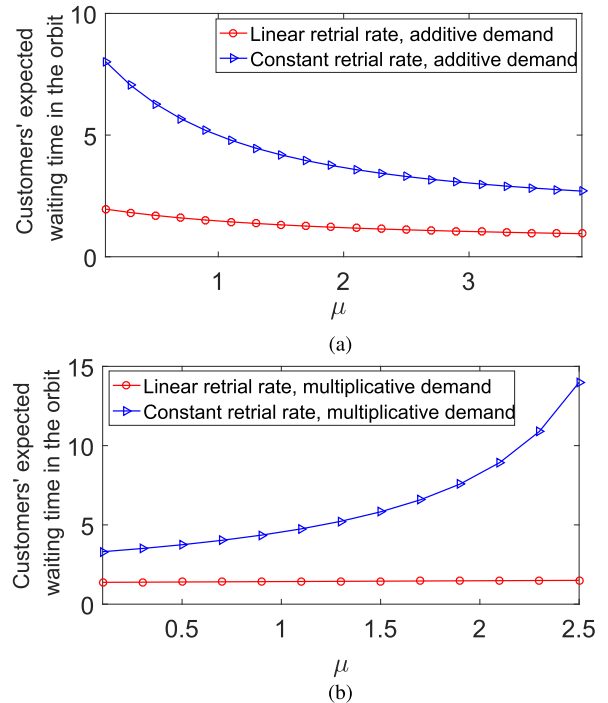 10
Linear retrial rate, additive demand
Constant retrial rate, additive demand
5
0
Customers' expected
waiting time in the orbit
1 2 3
μ
(a)
15
Linear retrial rate, multiplicative demand
Constant retrial rate, multiplicative demand
10
5
0
Customers' expected
waiting time in the orbit
0.5 1 1.5 2 2.5
μ
(b)